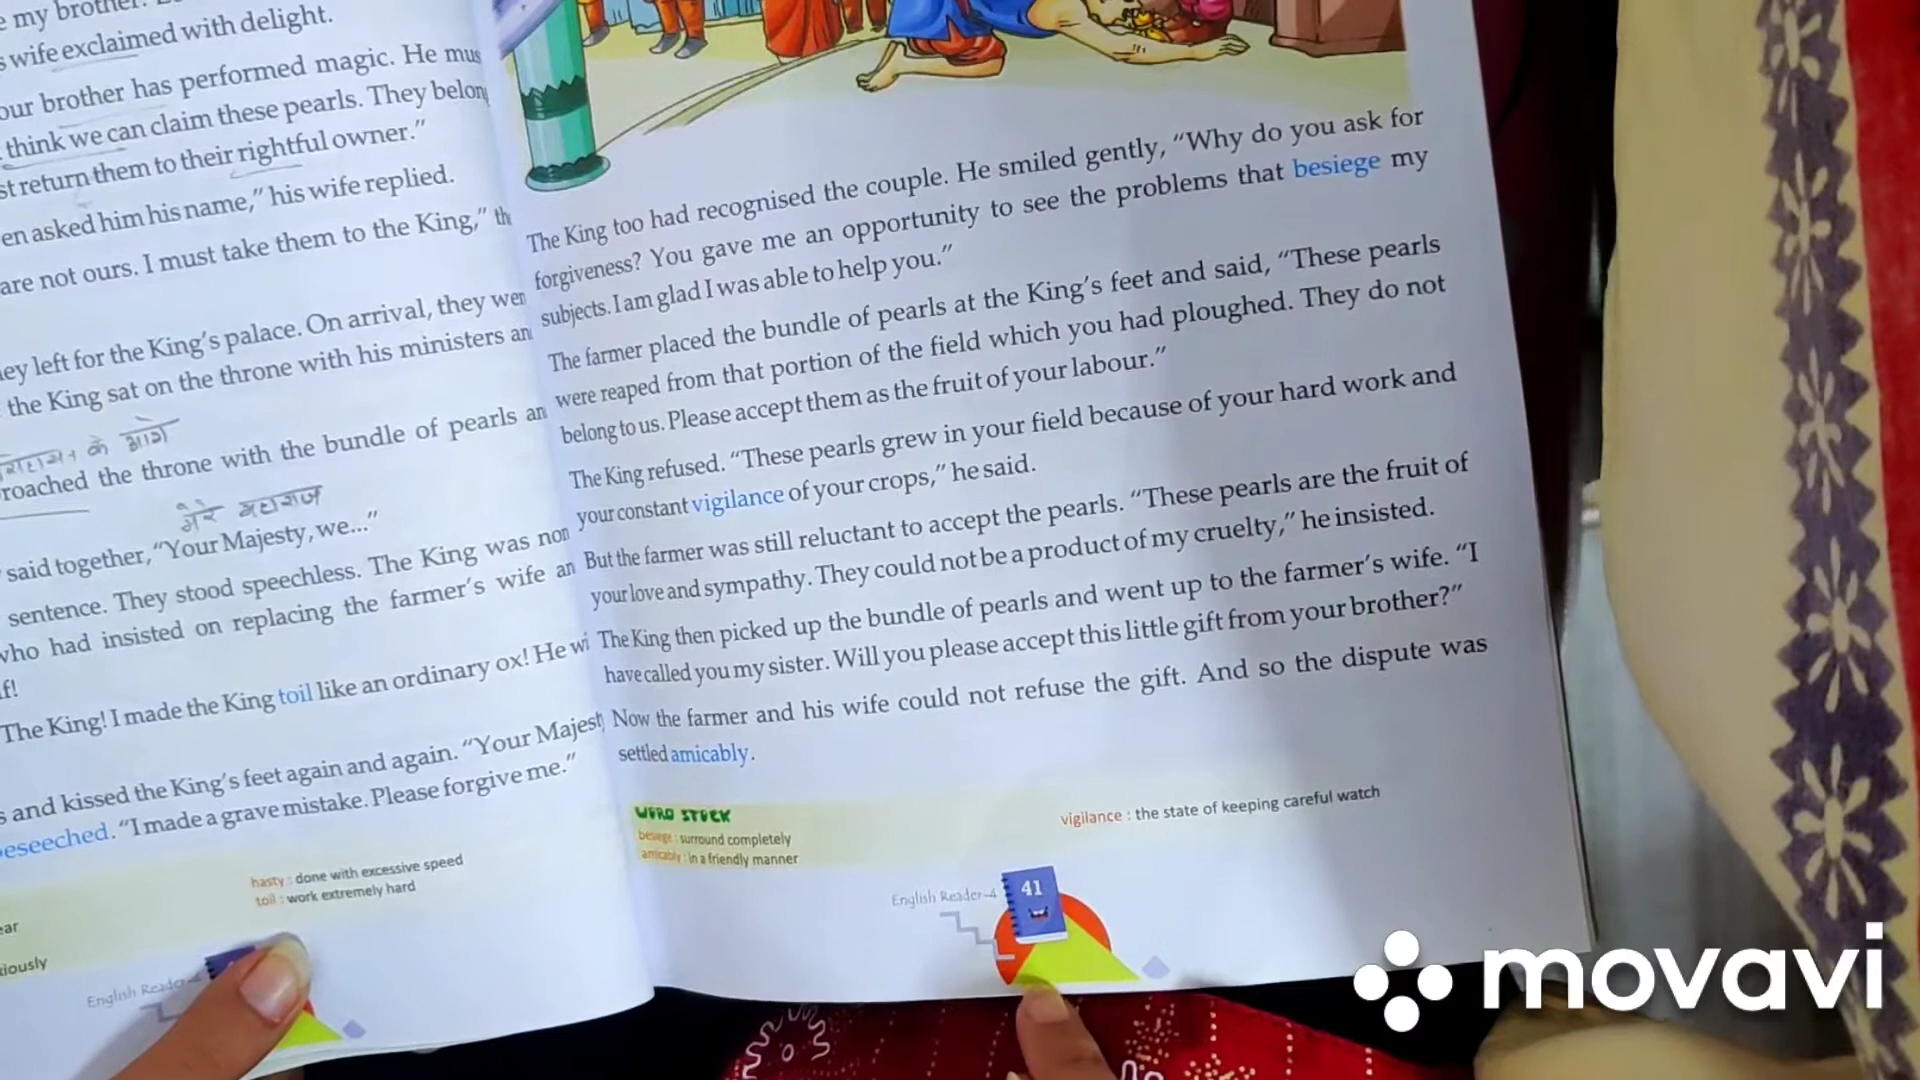 e my brother.
s wife exclaimed with delight.
our brother has performed magic. He mus
think we can claim these pearls. They belong
st return them to their rightful owner.”
en asked him his name,” his wife replied.
are not ours. I must take them to the King,” th
ey left for the King’s palace. On arrival, they wer
the King sat on the throne with his ministers an
के आगे
roached the throne with the bundle of pearls an
मेरे महाराज
said together, “Your Majesty, we...”
sentence. They stood speechless. The King was non
who had insisted on replacing the farmer’s wife an
f!
The King! I made the King toil like an ordinary ox! He wi
s and kissed the King’s feet again and again. “Your Majest
eseeched. “I made a grave mistake. Please forgive me.”
hasty : done with excessive speed
toil : work extremely hard
ear
iously
English Reader
The King too had recognised the couple. He smiled gently, “Why do you ask for
forgiveness? You gave me an opportunity to see the problems that besiege my
subjects. I am glad I was able to help you.”
The farmer placed the bundle of pearls at the King’s feet and said, “These pearls
were reaped from that portion of the field which you had ploughed. They do not
belong to us. Please accept them as the fruit of your labour.”
The King refused. “These pearls grew in your field because of your hard work and
your constant vigilance of your crops,” he said.
But the farmer was still reluctant to accept the pearls. “These pearls are the fruit of
your love and sympathy. They could not be a product of my cruelty,” he insisted.
The King then picked up the bundle of pearls and went up to the farmer’s wife. “I
have called you my sister. Will you please accept this little gift from your brother?”
Now the farmer and his wife could not refuse the gift. And so the dispute was
settled amicably.
WORD STOCK
besiege : surround completely
amicably : in a friendly manner
vigilance : the state of keeping careful watch
English Reader-4
41
movavi